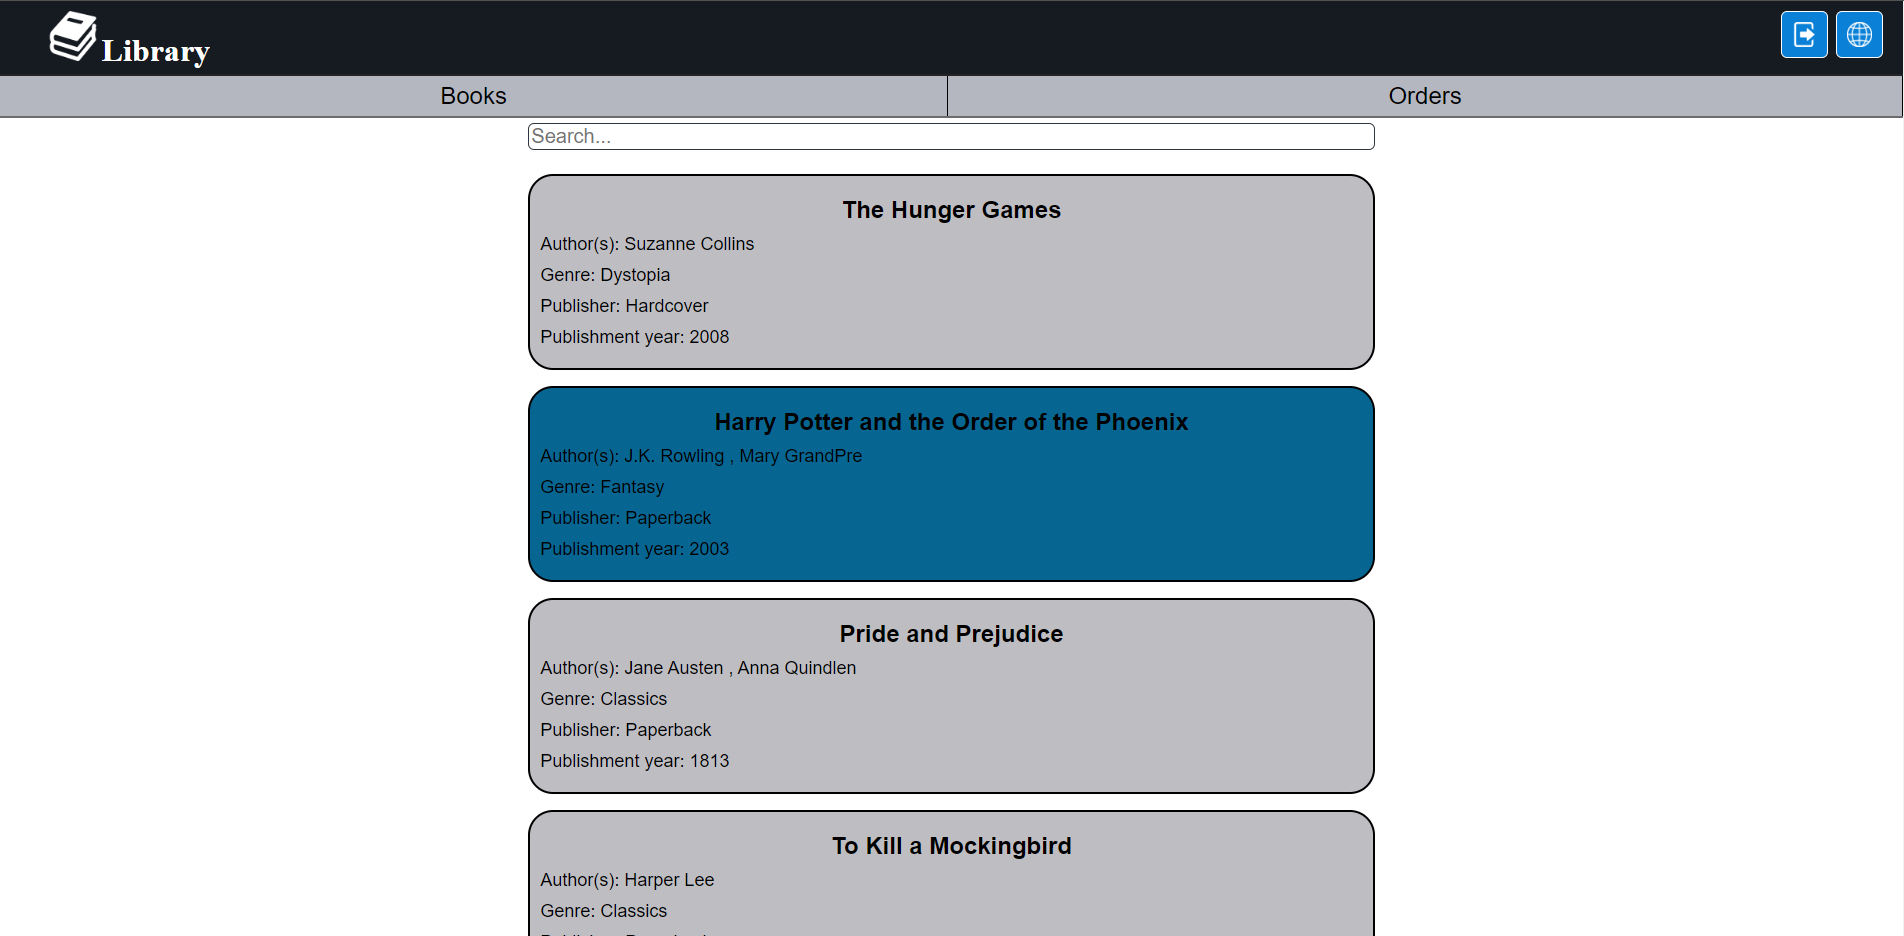 Library
Books
Orders
Search...
The Hunger Games
Author(s): Suzanne Collins
Genre: Dystopia
Publisher: Hardcover
Publishment year: 2008
Harry Potter and the Order of the Phoenix
Author(s): J.K. Rowling , Mary GrandPre
Genre: Fantasy
Publisher: Paperback
Publishment year: 2003
Pride and Prejudice
Author(s): Jane Austen , Anna Quindlen
Genre: Classics
Publisher: Paperback
Publishment year: 1813
To Kill a Mockingbird
Author(s): Harper Lee
Genre: Classics